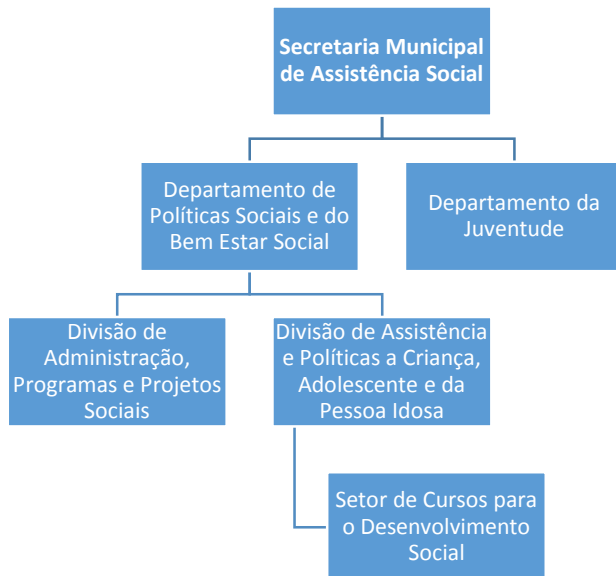 Secretaria Municipal
de Assistência Social
Departamento de
Políticas Sociais e do
Bem Estar Social
Departamento da
Juventude
Divisão de
Administração,
Programas e Projetos
Sociais
Divisão de Assistência
e Políticas a Criança,
Adolescente e da
Pessoa Idosa
Setor de Cursos para
o Desenvolvimento
Social